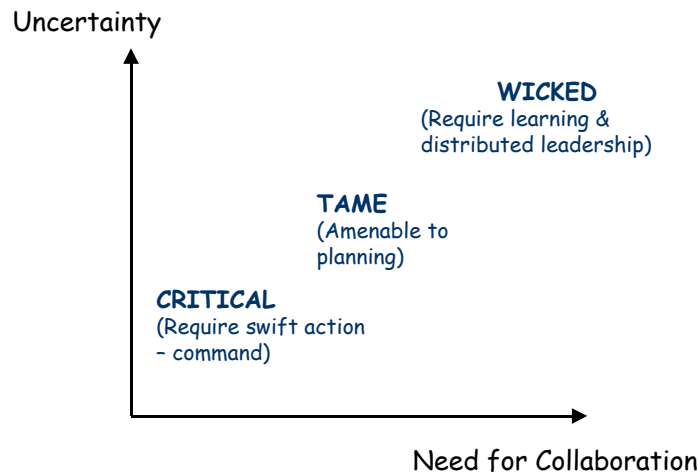 Uncertainty
WICKED
(Require learning &
distributed leadership)
TAME
(Amenable to
planning)
CRITICAL
(Require swift action
– command)
Need for Collaboration